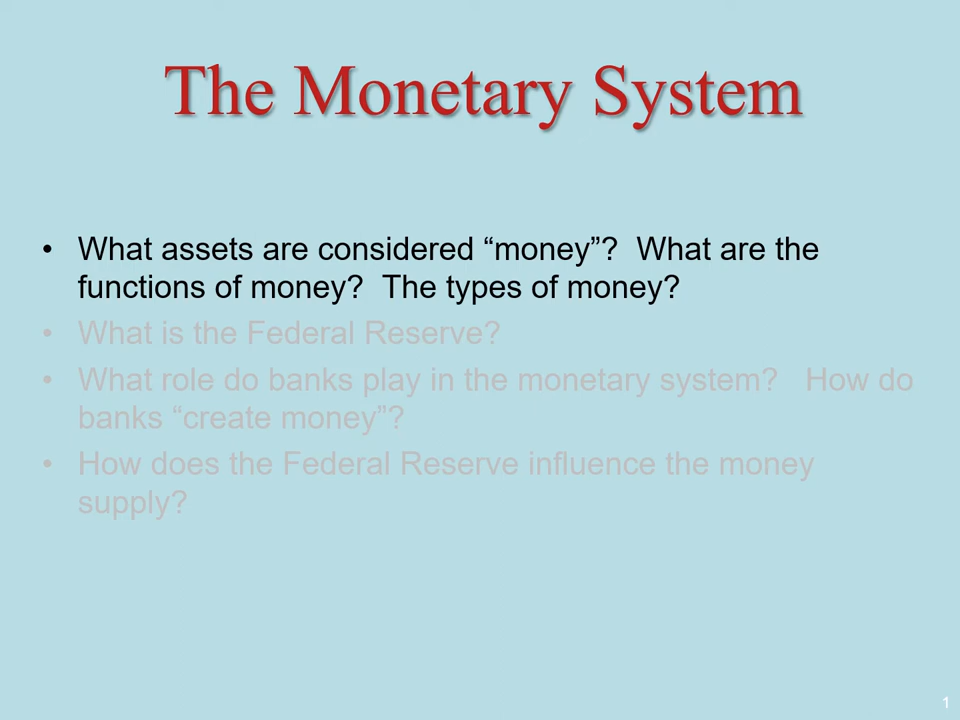 The Monetary System
• What assets are considered “money”?  What are the
functions of money?  The types of money?
• What is the Federal Reserve?
• What role do banks play in the monetary system?   How do
banks “create money”?
• How does the Federal Reserve influence the money
supply?
1